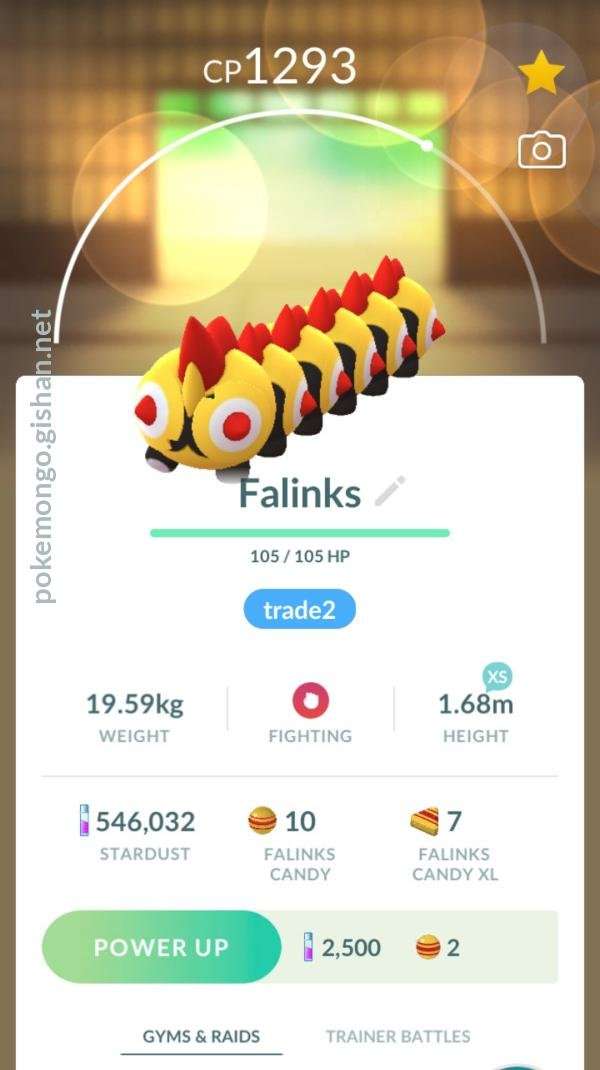 CP1293
pokemongo.gishan.net
Falinks
105 / 105 HP
trade2
XS
19.59kg
1.68m
WEIGHT
FIGHTING
HEIGHT
546,032
10
7
STARDUST
FALINKS
CANDY
FALINKS
CANDY XL
POWER UP
2,500
2
GYMS & RAIDS
TRAINER BATTLES